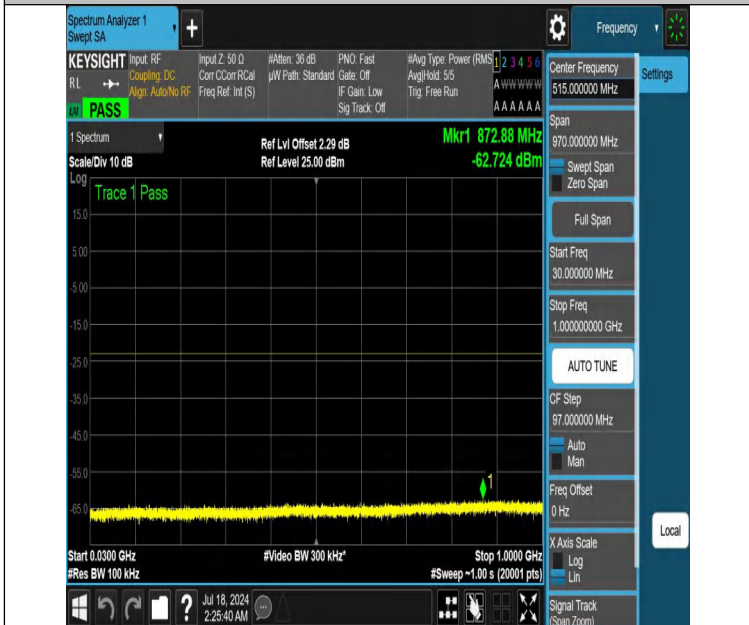 Spectrum Analyzer 1
Swept SA
+
Frequency
KEYSIGHT
RL
PASS
Input: RF
Coupling: DC
Align: Auto/No RF
Input Z: 50 Ω
Corr CCorr RCal
Freq Ref: Int (S)
#Atten: 36 dB
µW Path: Standard
PNO: Fast
Gate: Off
IF Gain: Low
Sig Track: Off
#Avg Type: Power (RMS
Avg|Hold: 5/5
Trig: Free Run
1 2 3 4 5 6
A W W W W W
A A A A A A
Center Frequency
515.000000 MHz
Settings
1 Spectrum
Scale/Div 10 dB
Ref Lvl Offset 2.29 dB
Ref Level 25.00 dBm
Mkr1 872.88 MHz
-62.724 dBm
Log
Trace 1 Pass
15.0
5.00
-5.00
-15.0
-25.0
-35.0
-45.0
-55.0
-65.0
1
Start 0.0300 GHz
#Res BW 100 kHz
#Video BW 300 kHz*
Stop 1.0000 GHz
#Sweep ~1.00 s (20001 pts)
Span
970.000000 MHz
Swept Span
Zero Span
Full Span
Start Freq
30.000000 MHz
Stop Freq
1.000000000 GHz
AUTO TUNE
CF Step
97.000000 MHz
Auto
Man
Freq Offset
0 Hz
X Axis Scale
Log
Lin
Signal Track
(Span Zoom)
Local
?
Jul 18, 2024
2:25:40 AM